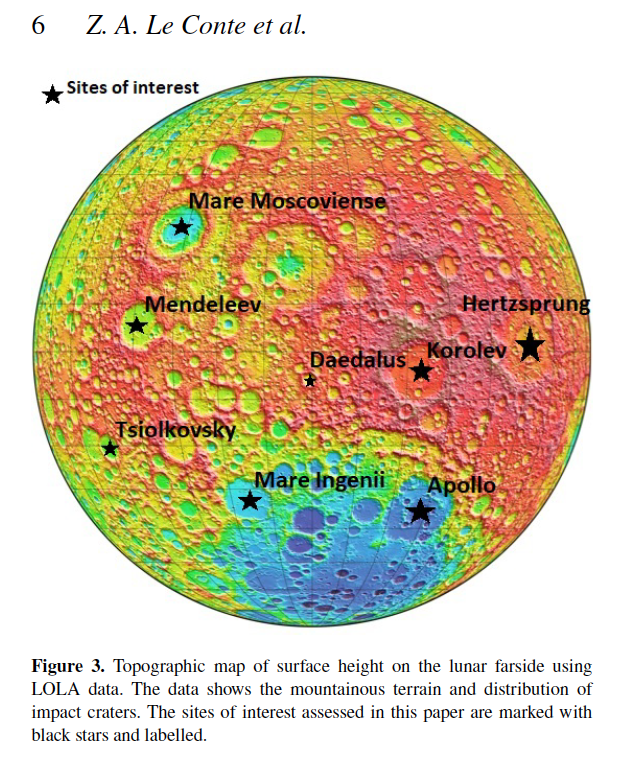 6 Z. A. Le Conte et al.
Sites of interest
Mare Moscoviense
Mendeleev
Hertzsprung
Daedalus
Korolev
Tsiolkovsky
Mare Ingenii
Apollo
Figure 3. Topographic map of surface height on the lunar farside using
LOLA data. The data shows the mountainous terrain and distribution of
impact craters. The sites of interest assessed in this paper are marked with
black stars and labelled.